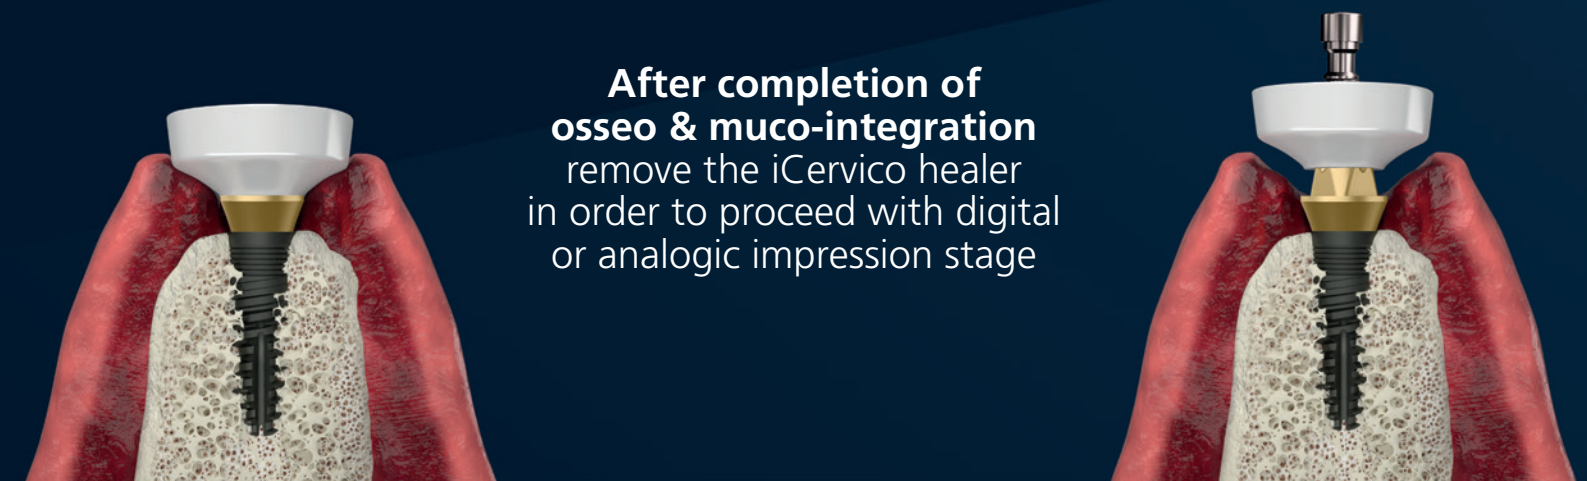 After completion of
osseo & muco-integration
remove the iCervico healer
in order to proceed with digital
or analogic impression stage